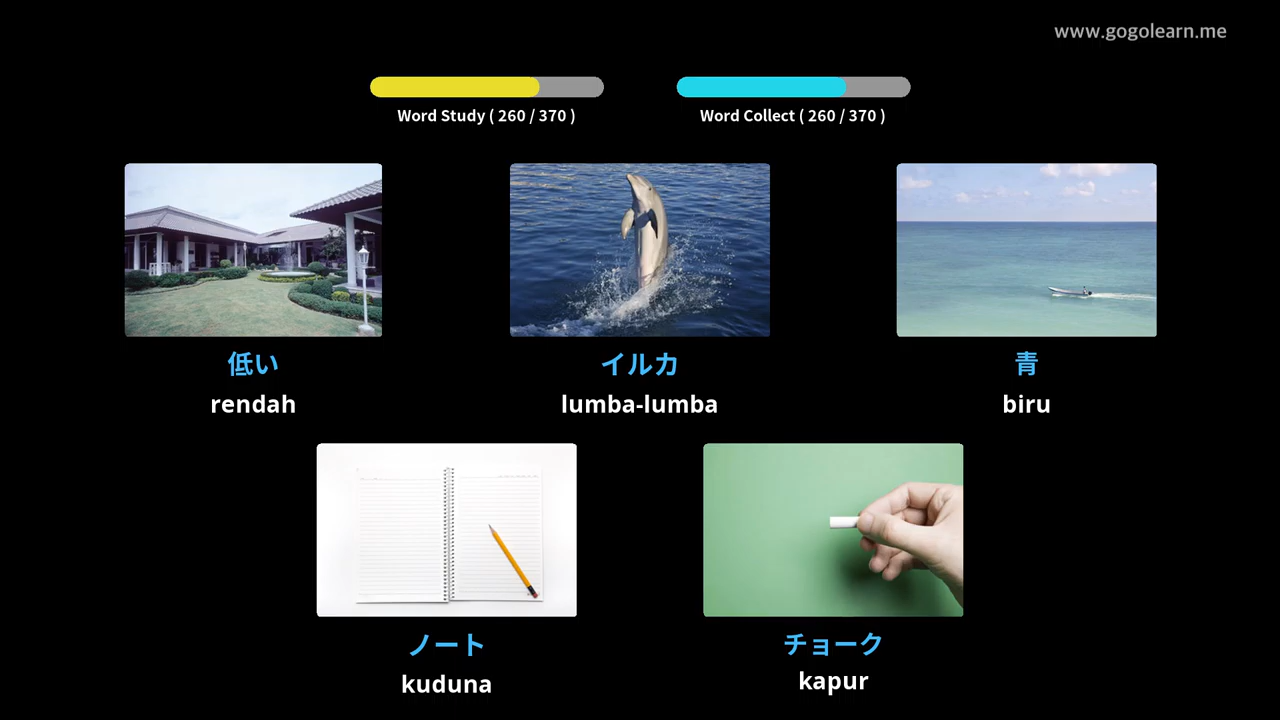 www.gogolearn.me
Word Study ( 260 / 370 )
Word Collect ( 260 / 370 )
低い
rendah
イルカ
lumba-lumba
青
biru
ノート
kuduna
チョーク
kapur